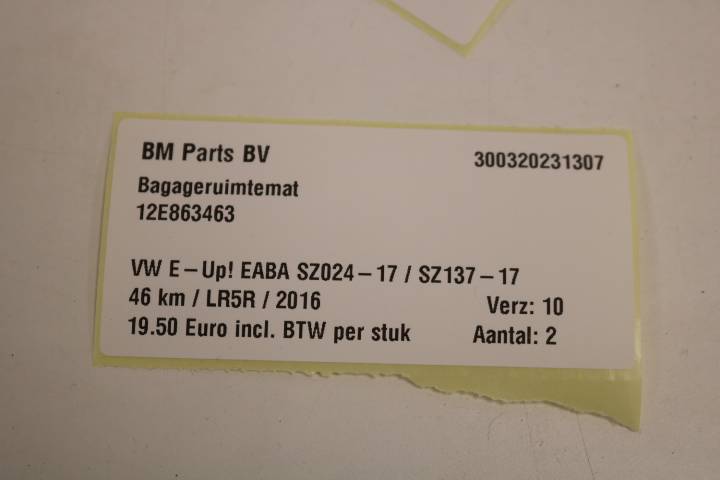 BM Parts BV 300320231307
Bagageruimtemat
12E863463
VW E-Up! EABA SZ024-17 / SZ137-17
46 km / LR5R / 2016 Verz: 10
19.50 Euro incl. BTW per stuk Aantal: 2